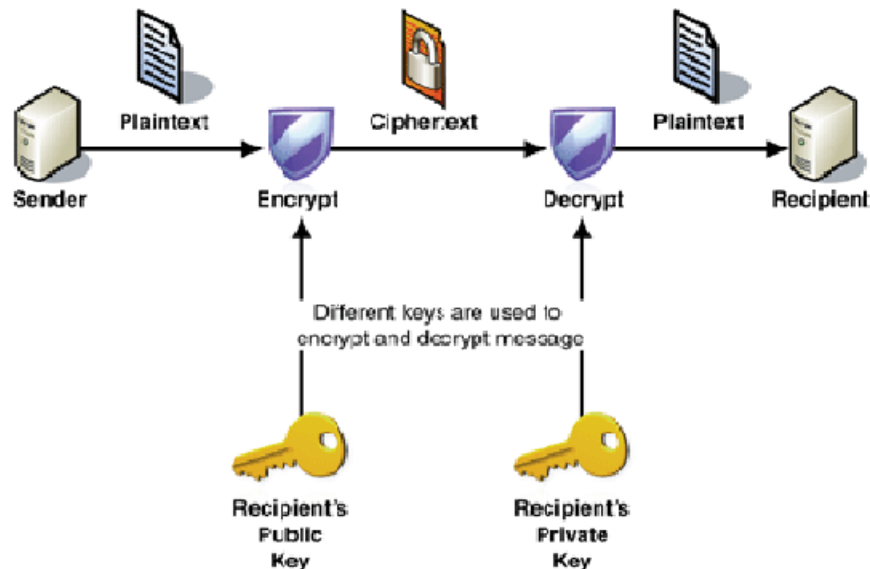 Plaintext
Ciphertext
Plaintext
Sender
Encrypt
Decrypt
Recipient
Different keys are used to
encrypt and decrypt message
Recipient's
Public
Key
Recipient's
Private
Key